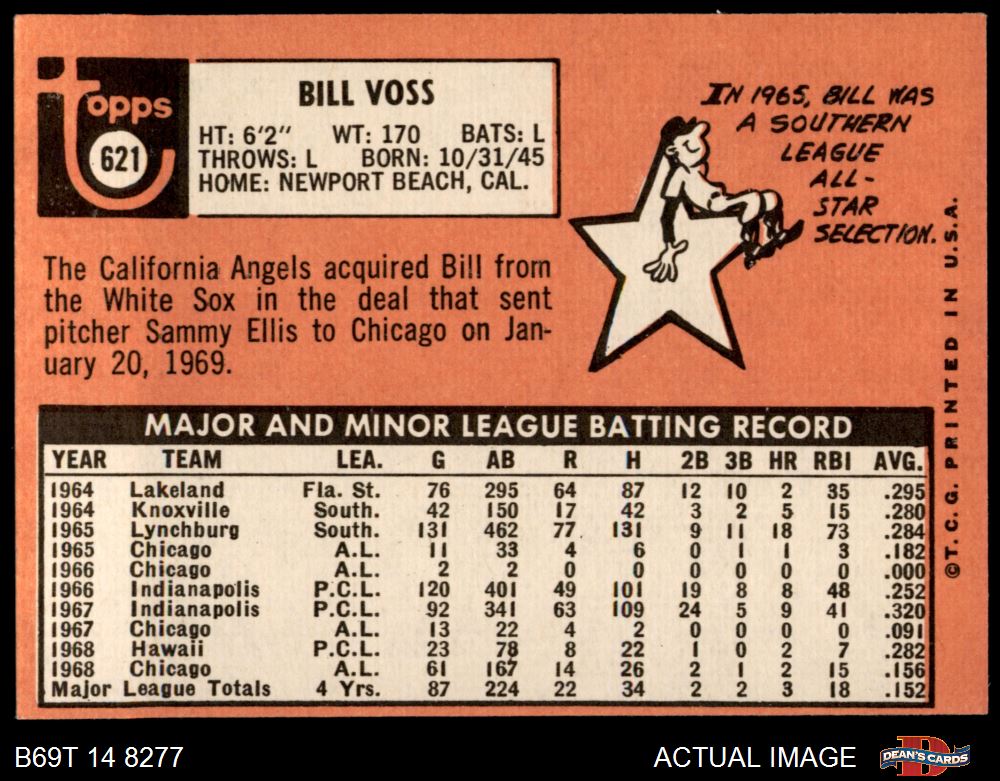 Topps
621
BILL VOSS
HT: 6'2" WT: 170 BATS: L
THROWS: L BORN: 10/31/45
HOME: NEWPORT BEACH, CAL.
IN 1965, BILL WAS
A SOUTHERN
LEAGUE
ALL-
STAR
SELECTION.
The California Angels acquired Bill from
the White Sox in the deal that sent
pitcher Sammy Ellis to Chicago on Jan-
uary 20, 1969.
MAJOR AND MINOR LEAGUE BATTING RECORD
YEAR TEAM LEA. G AB R H 2B 3B HR RBI AVG.
1964 Lakeland Fla. St. 76 295 64 87 12 10 2 35 .295
1964 Knoxville South. 42 150 17 42 3 2 5 15 .280
1965 Lynchburg South. 131 462 77 131 9 11 18 73 .284
1965 Chicago A.L. 11 33 4 6 0 1 1 3 .182
1966 Chicago A.L. 2 2 0 0 0 0 0 0 .000
1966 Indianapolis P.C.L. 120 401 49 101 19 8 8 48 .252
1967 Indianapolis P.C.L. 92 341 63 109 24 5 9 41 .320
1967 Chicago A.L. 13 22 4 2 0 0 0 0 .091
1968 Hawaii P.C.L. 23 78 8 22 1 0 2 7 .282
1968 Chicago A.L. 61 167 14 26 2 1 2 15 .156
Major League Totals 4 Yrs. 87 224 22 34 2 2 3 18 .152
©T.C.G. PRINTED IN U.S.A.
B69T 14 8277
ACTUAL IMAGE
DEAN'S CARDS